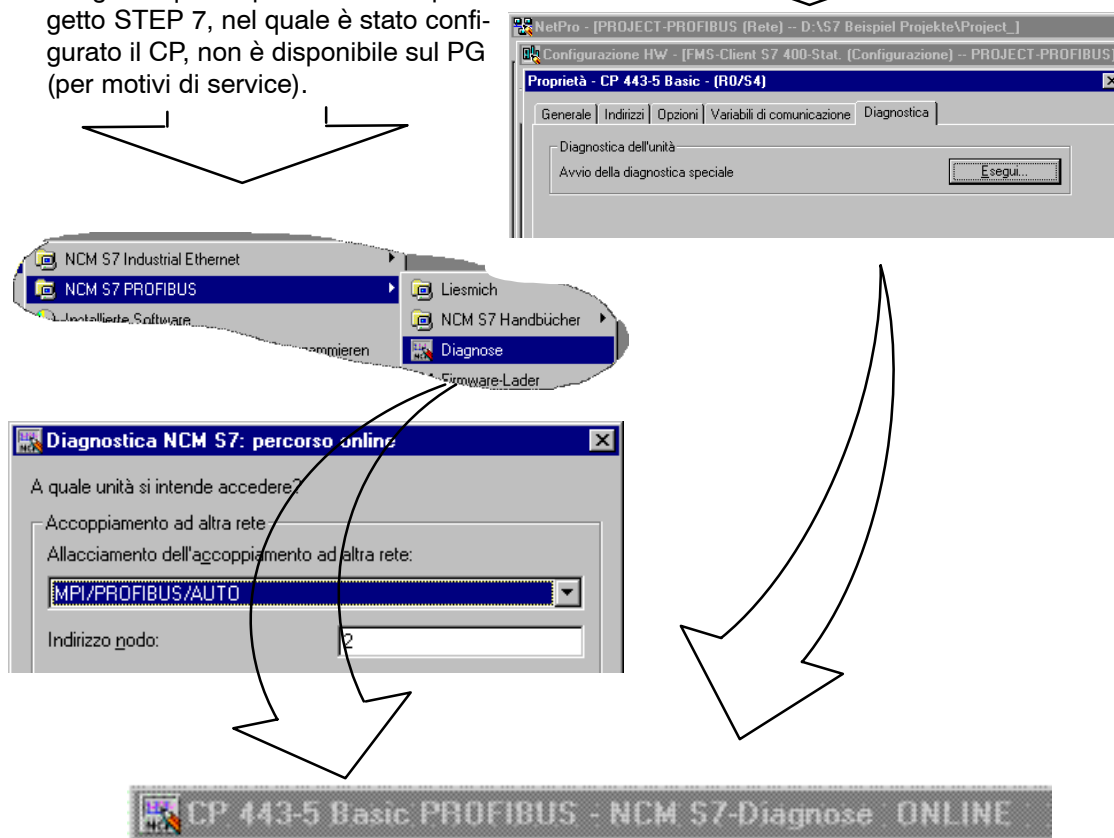 getto STEP 7, nel quale è stato confi-
gurato il CP, non è disponibile sul PG
(per motivi di service).
NetPro - [PROJECT-PROFIBUS (Rete) -- D:\S7 Beispiel Projekte\Project_]
Configurazione HW - [FMS-Client S7 400-Stat. (Configurazione) -- PROJECT-PROFIBUS]
Proprietà - CP 443-5 Basic - (R0/S4)
Generale Indirizzi Opzioni Variabili di comunicazione Diagnostica
Diagnostica dell'unità
Avvio della diagnostica speciale Esegui...
NCM S7 Industrial Ethernet
NCM S7 PROFIBUS
Installierte Software
mmieren
Liesmich
NCM S7 Handbücher
Diagnose
Firmware-Lader
Diagnostica NCM S7: percorso online
A quale unità si intende accedere?
Accoppiamento ad altra rete
Allacciamento dell'accoppiamento ad altra rete:
MPI/PROFIBUS/AUTO
Indirizzo nodo: 2
CP 443-5 Basic PROFIBUS - NCM S7-Diagnose ONLINE